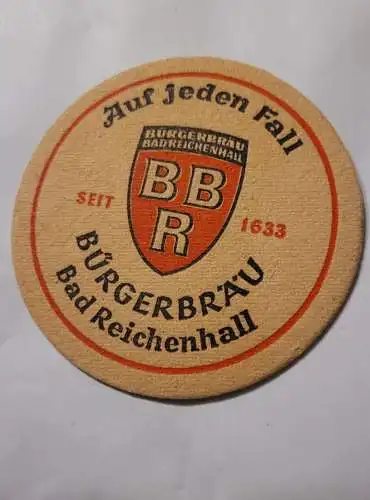 Auf Jeden Fall
BÜRGERBRÄU
BAD REICHENHALL
BB
R
SEIT 1633
BÜRGERBRÄU
Bad Reichenhall